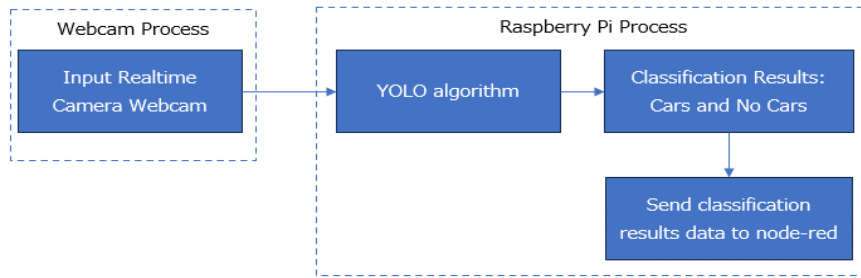 Webcam Process
Input Realtime
Camera Webcam
Raspberry Pi Process
YOLO algorithm
Classification Results:
Cars and No Cars
Send classification
results data to node-red